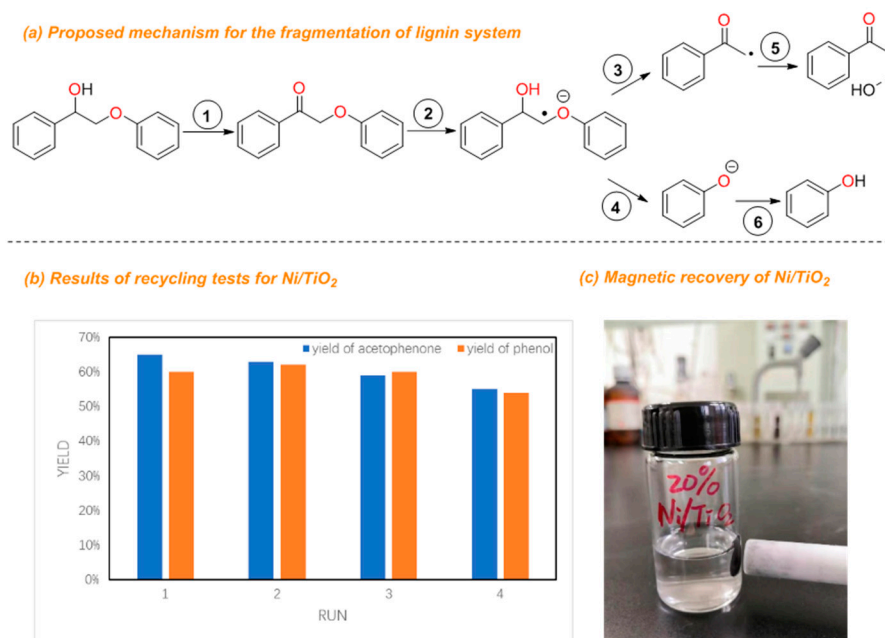 (a) Proposed mechanism for the fragmentation of lignin system
OH
O
1
O
O
2
OH
O
⊖
3
O
•
5
O
HO
4
O
⊖
6
OH
(b) Results of recycling tests for Ni/TiO2
(c) Magnetic recovery of Ni/TiO2
70%
yield of acetophenone
yield of phenol
60%
50%
40%
30%
20%
10%
0%
YIELD
1
2
3
4
RUN
20%
Ni/TiO2